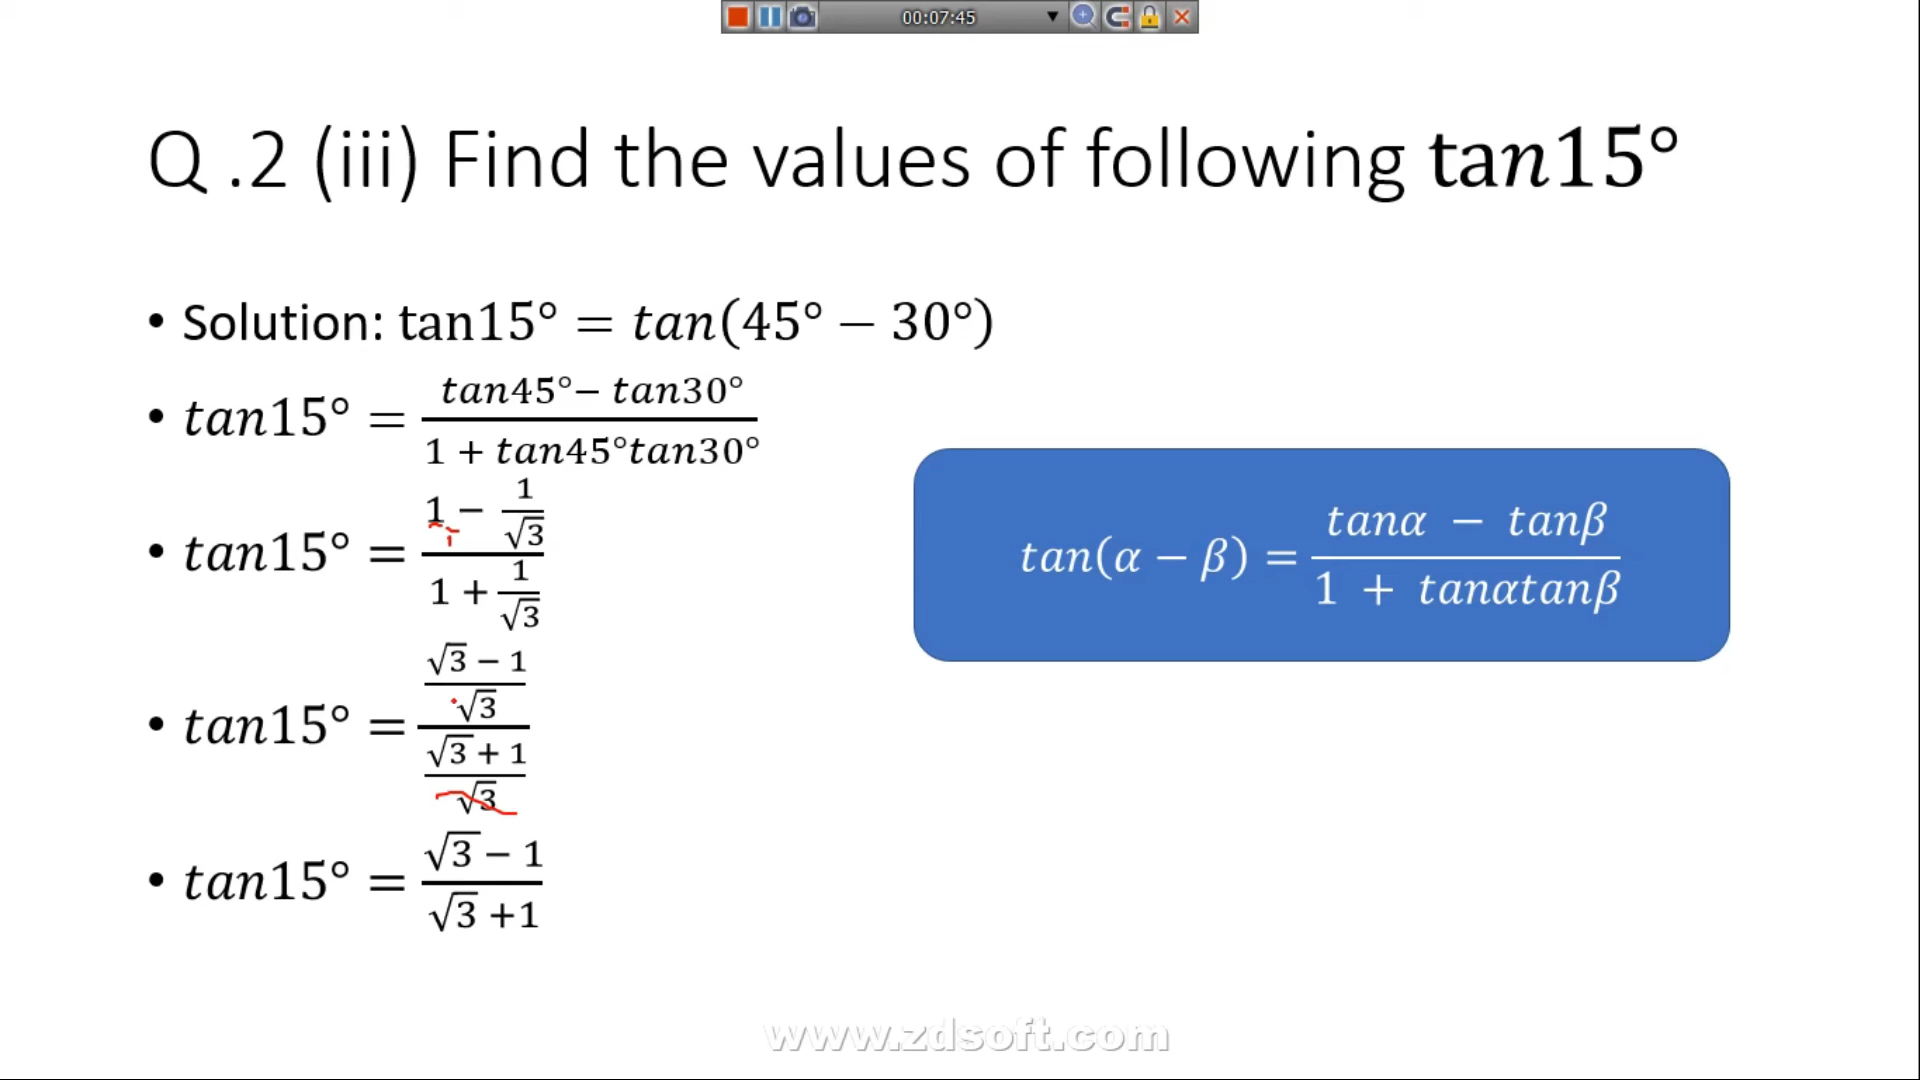 00:07:45
Q .2 (iii) Find the values of following tan15°
• Solution: tan15° = tan(45° − 30°)
• tan15° = (tan45°− tan30°)/(1 + tan45°tan30°)
• tan15° = (1 − 1/√3)/(1 + 1/√3)
1
• tan15° = ((√3 − 1)/√3)/((√3 + 1)/√3)
• tan15° = (√3 − 1)/(√3 +1)
tan(α − β) = (tanα − tanβ)/(1 + tanαtanβ)
www.zdsoft.com